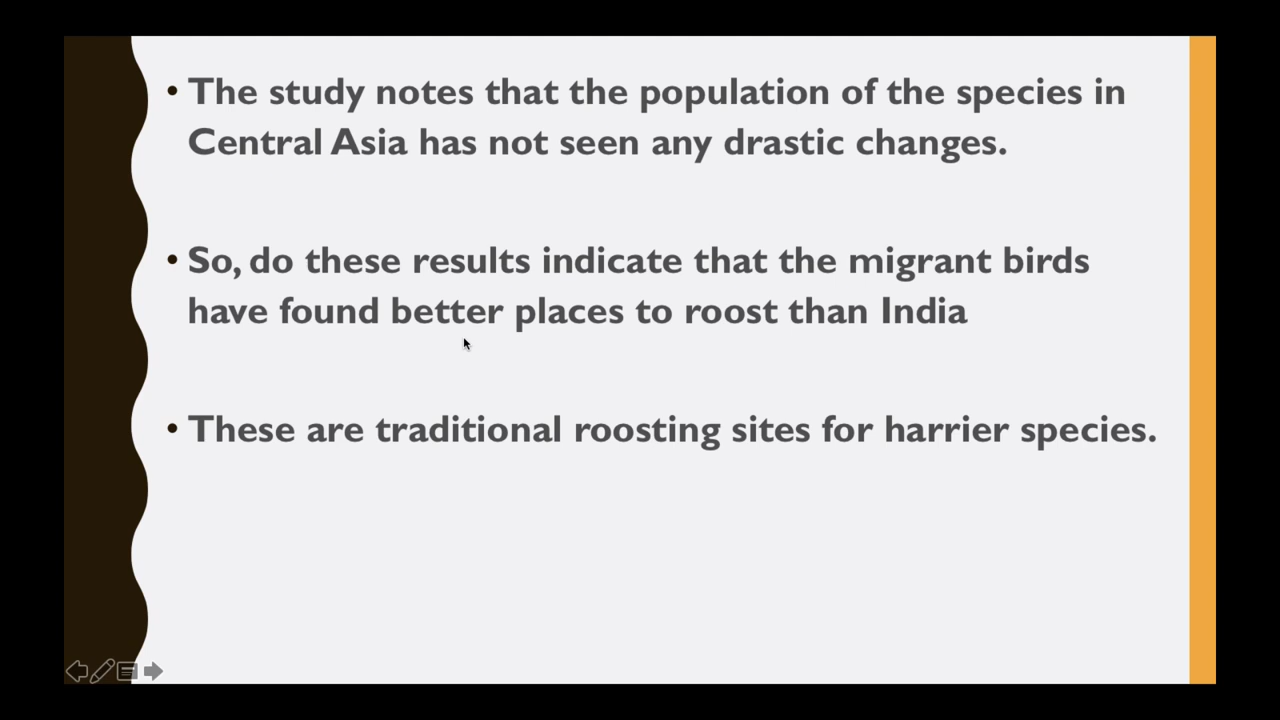 • The study notes that the population of the species in
Central Asia has not seen any drastic changes.
• So, do these results indicate that the migrant birds
have found better places to roost than India
• These are traditional roosting sites for harrier species.